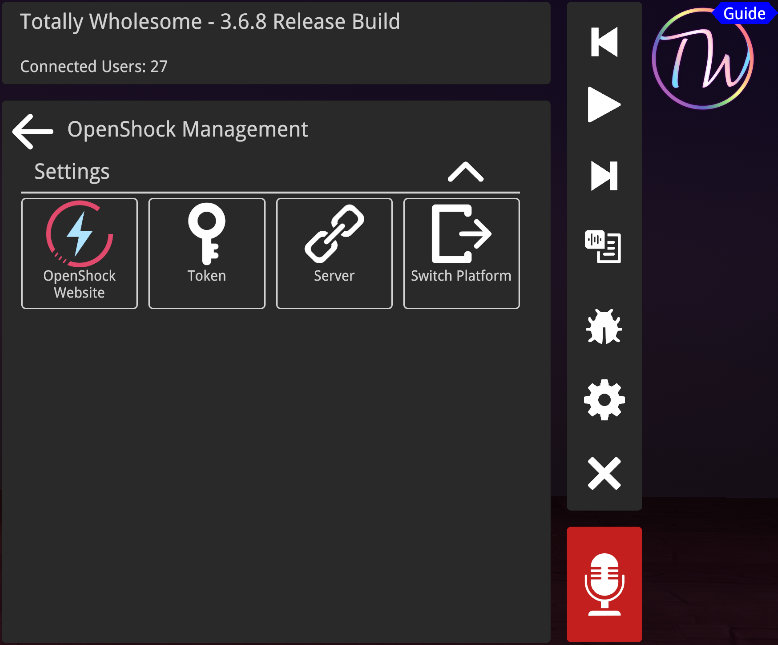 Totally Wholesome - 3.6.8 Release Build
Guide
Connected Users: 27
TW
OpenShock Management
Settings
OpenShock
Website
Token
Server
Switch Platform